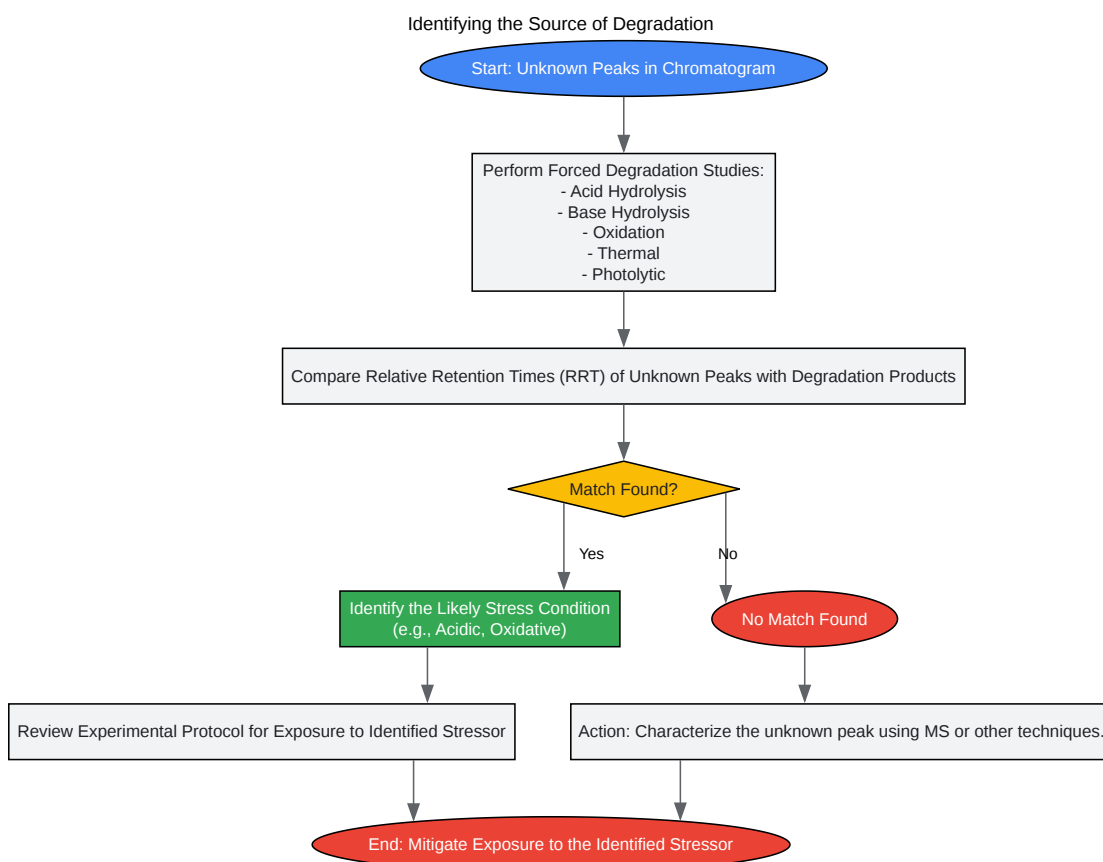 Identifying the Source of Degradation
Start: Unknown Peaks in Chromatogram
Perform Forced Degradation Studies:
- Acid Hydrolysis
- Base Hydrolysis
- Oxidation
- Thermal
- Photolytic
Compare Relative Retention Times (RRT) of Unknown Peaks with Degradation Products
Match Found?
Yes
No
Identify the Likely Stress Condition
(e.g., Acidic, Oxidative)
No Match Found
Review Experimental Protocol for Exposure to Identified Stressor
Action: Characterize the unknown peak using MS or other techniques.
End: Mitigate Exposure to the Identified Stressor